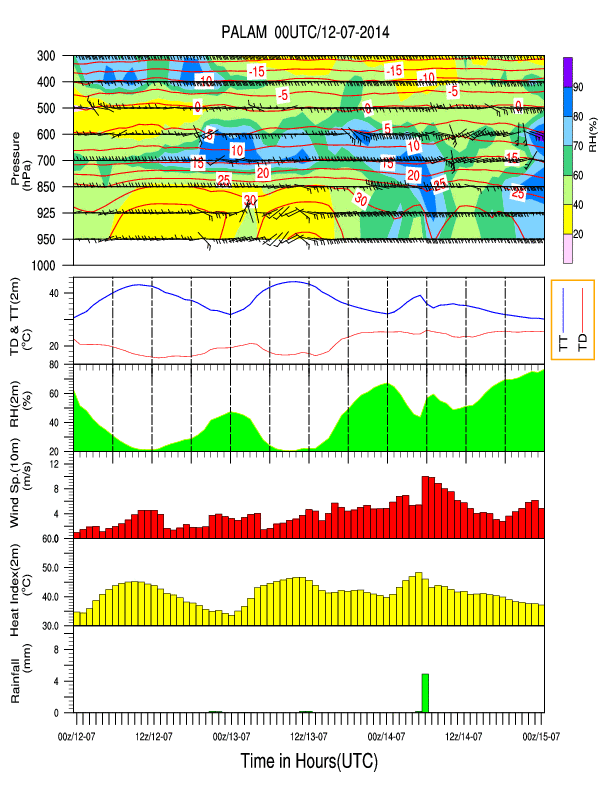 PALAM 00UTC/12-07-2014
Pressure
(hPa)
300
400
500
600
700
850
925
950
1000
-15 -15
-10 -10
-5 -5
0 0 0
5 5
10 10
15 15 15
20 20
25 25 25
30 30
RH(%)
90
80
70
60
50
40
20
TD & TT(2m)
(°C)
40
20
TT
TD
RH(2m)
(%)
80
60
40
20
Wind Sp.(10m)
(m/s)
12
8
4
Heat Index(2m)
(°C)
60.0
50.0
40.0
30.0
Rainfall
(mm)
8
4
0
00z/12-07 12z/12-07 00z/13-07 12z/13-07 00z/14-07 12z/14-07 00z/15-07
Time in Hours(UTC)